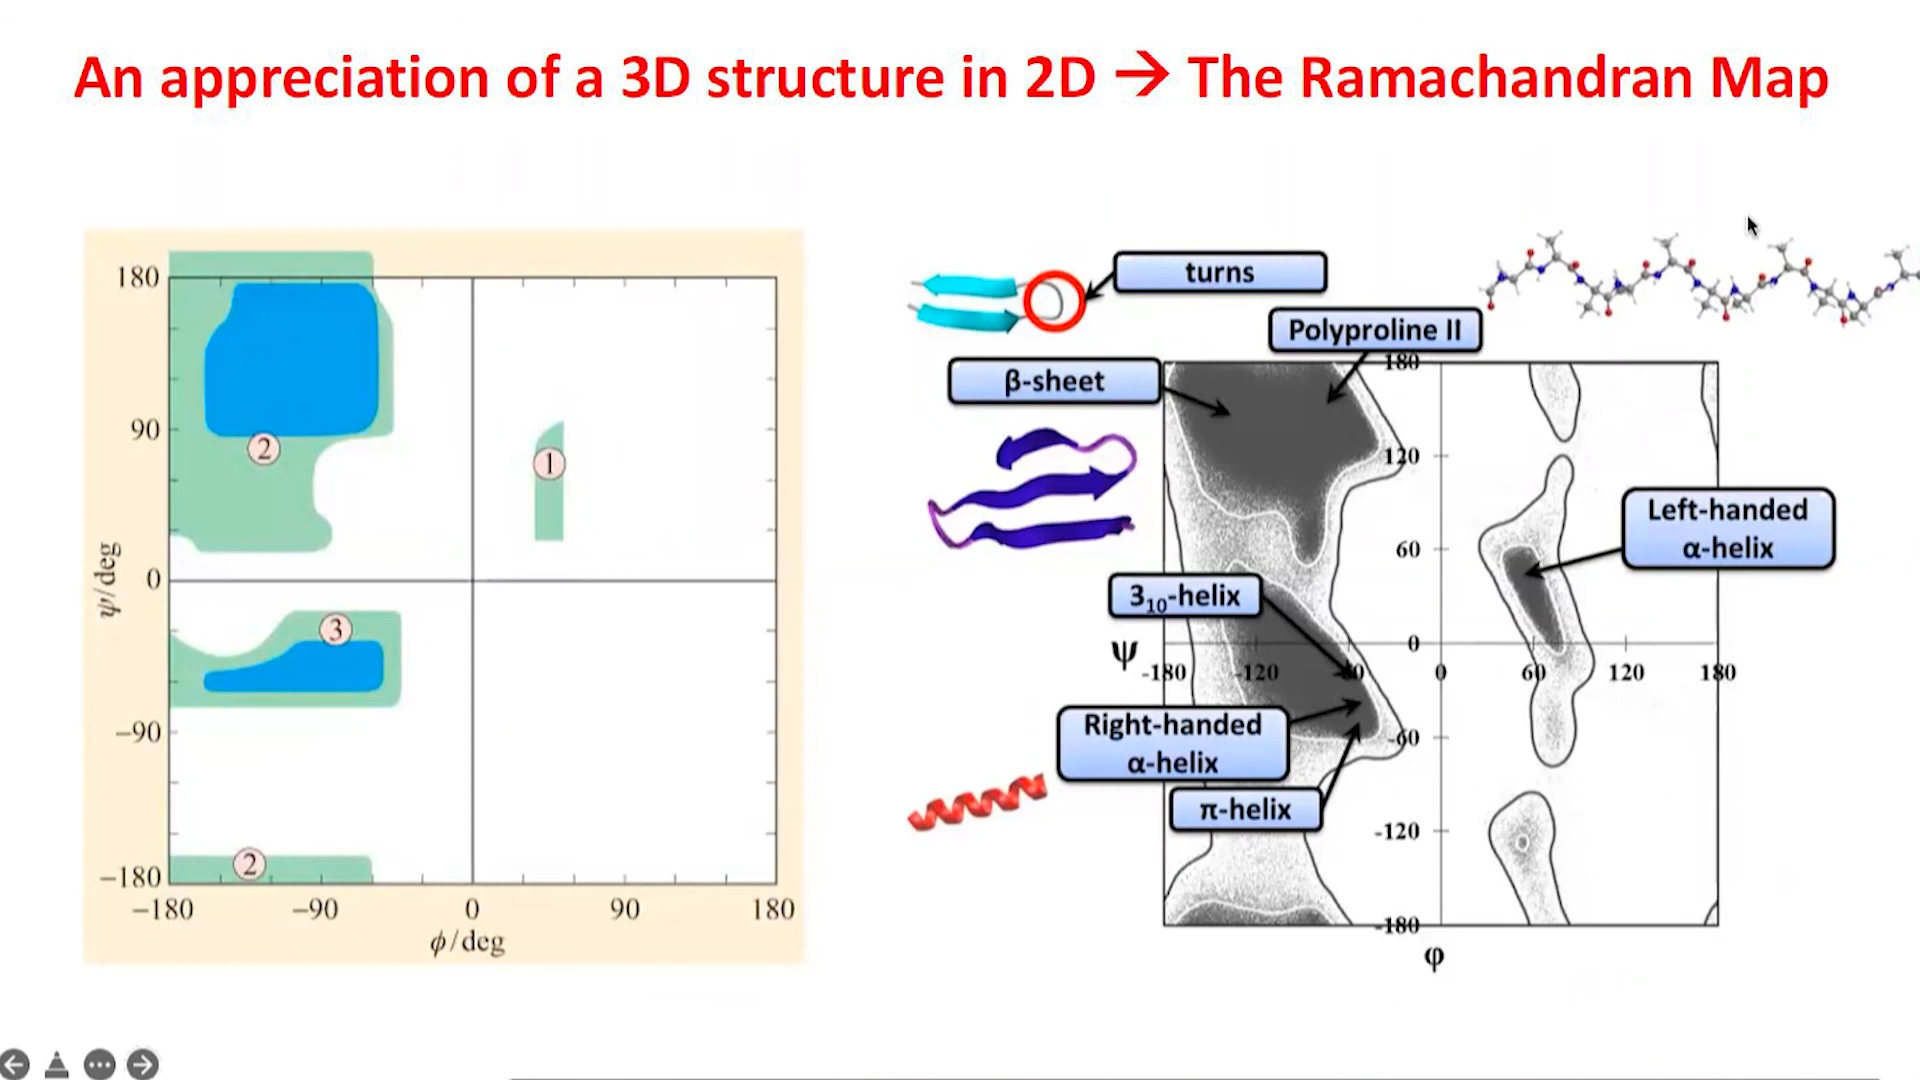 An appreciation of a 3D structure in 2D → The Ramachandran Map
180
90
0
−90
−180
ψ/deg
−180
−90
0
90
180
ϕ/deg
1
2
3
2
turns
Polyproline II
β-sheet
Left-handed
α-helix
3₁₀-helix
Right-handed
α-helix
π-helix
180
120
60
0
-60
-120
-180
ψ
-180
-120
0
60
120
180
φ